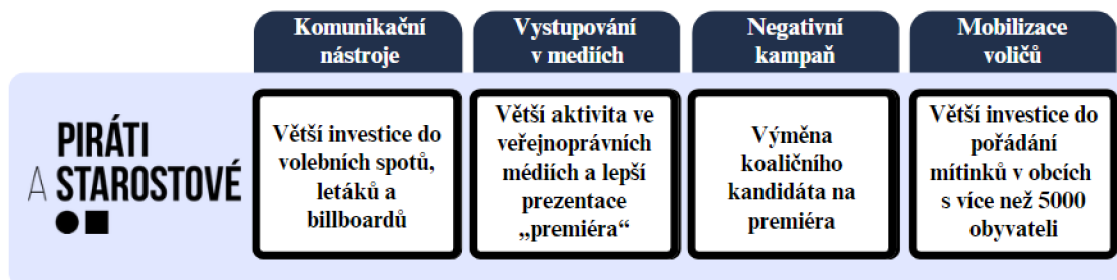 Komunikační
nástroje
Vystupování
v mediích
Negativní
kampaň
Mobilizace
voličů
PIRÁTI
A STAROSTOVÉ
Větší investice do
volebních spotů,
letáků a
billboardů
Větší aktivita ve
veřejnoprávních
médiích a lepší
prezentace
„premiéra“
Výměna
koaličního
kandidáta na
premiéra
Větší investice do
pořádání
mítinků v obcích
s více než 5000
obyvateli